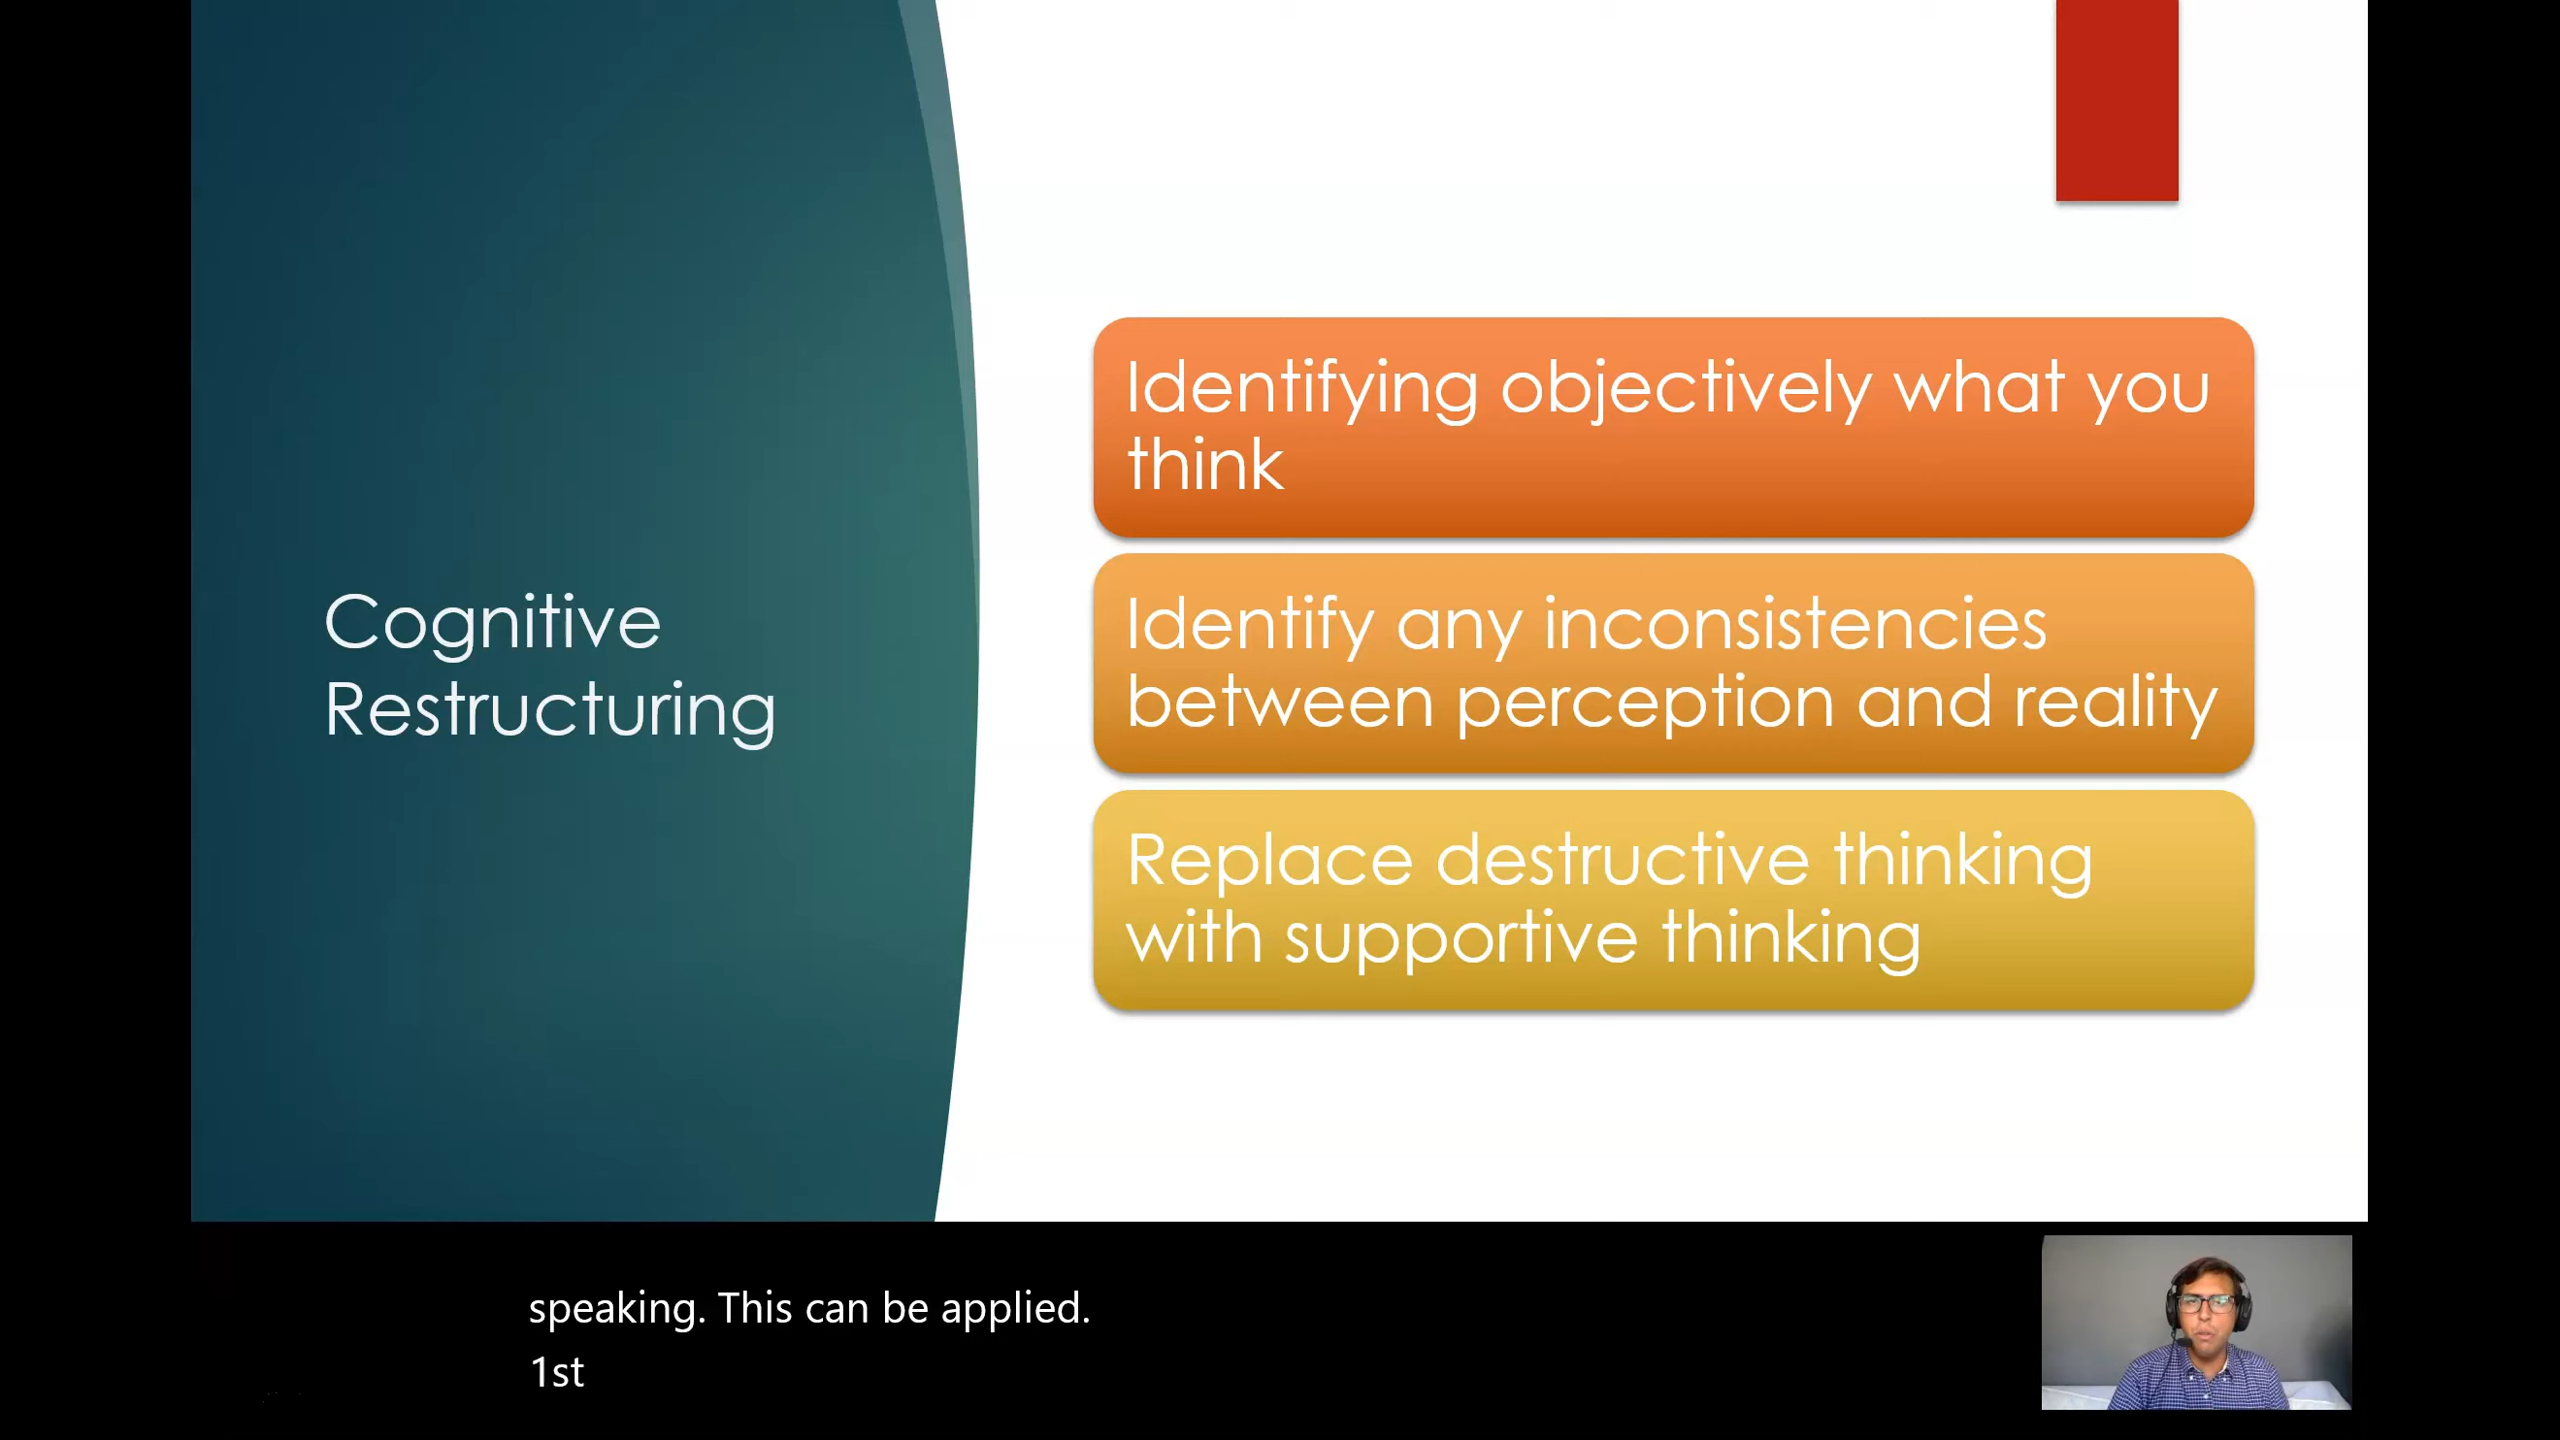 Cognitive
Restructuring
Identifying objectively what you
think
Identify any inconsistencies
between perception and reality
Replace destructive thinking
with supportive thinking
speaking. This can be applied.
1st